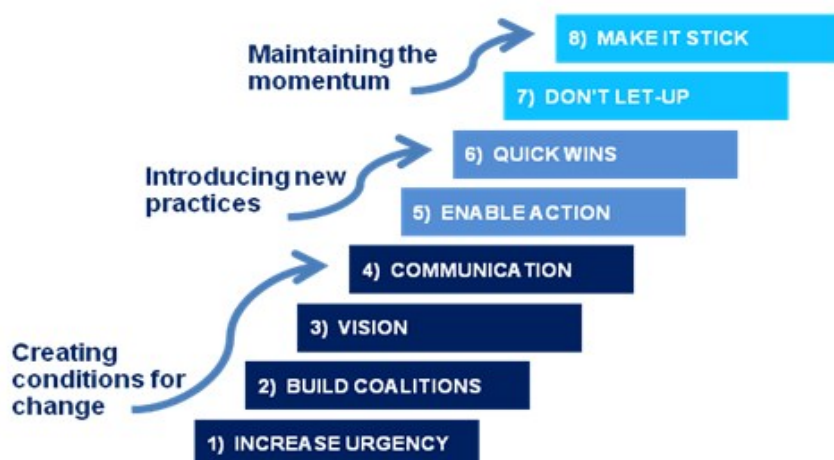 Maintaining the
momentum
8) MAKE IT STICK
7) DON'T LET-UP
Introducing new
practices
6) QUICK WINS
5) ENABLE ACTION
4) COMMUNICATION
3) VISION
Creating
conditions for
change
2) BUILD COALITIONS
1) INCREASE URGENCY